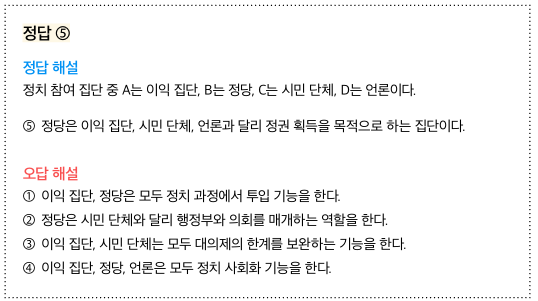 정답 ⑤
정답 해설
정치 참여 집단 중 A는 이익 집단, B는 정당, C는 시민 단체, D는 언론이다.
⑤ 정당은 이익 집단, 시민 단체, 언론과 달리 정권 획득을 목적으로 하는 집단이다.
오답 해설
① 이익 집단, 정당은 모두 정치 과정에서 투입 기능을 한다.
② 정당은 시민 단체와 달리 행정부와 의회를 매개하는 역할을 한다.
③ 이익 집단, 시민 단체는 모두 대의제의 한계를 보완하는 기능을 한다.
④ 이익 집단, 정당, 언론은 모두 정치 사회화 기능을 한다.